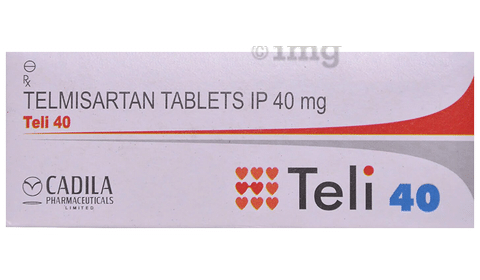 © 1mg
Rx
TELMISARTAN TABLETS IP 40 mg
Teli 40
CADILA
PHARMACEUTICALS
LIMITED
Teli 40